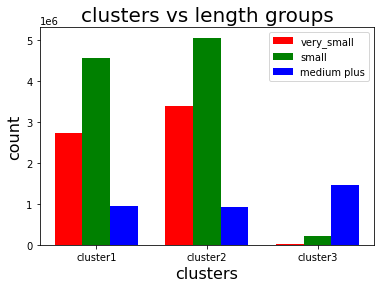 clusters vs length groups
1e6
very_small
small
medium plus
5
4
3
2
1
0
count
cluster1 cluster2 cluster3
clusters